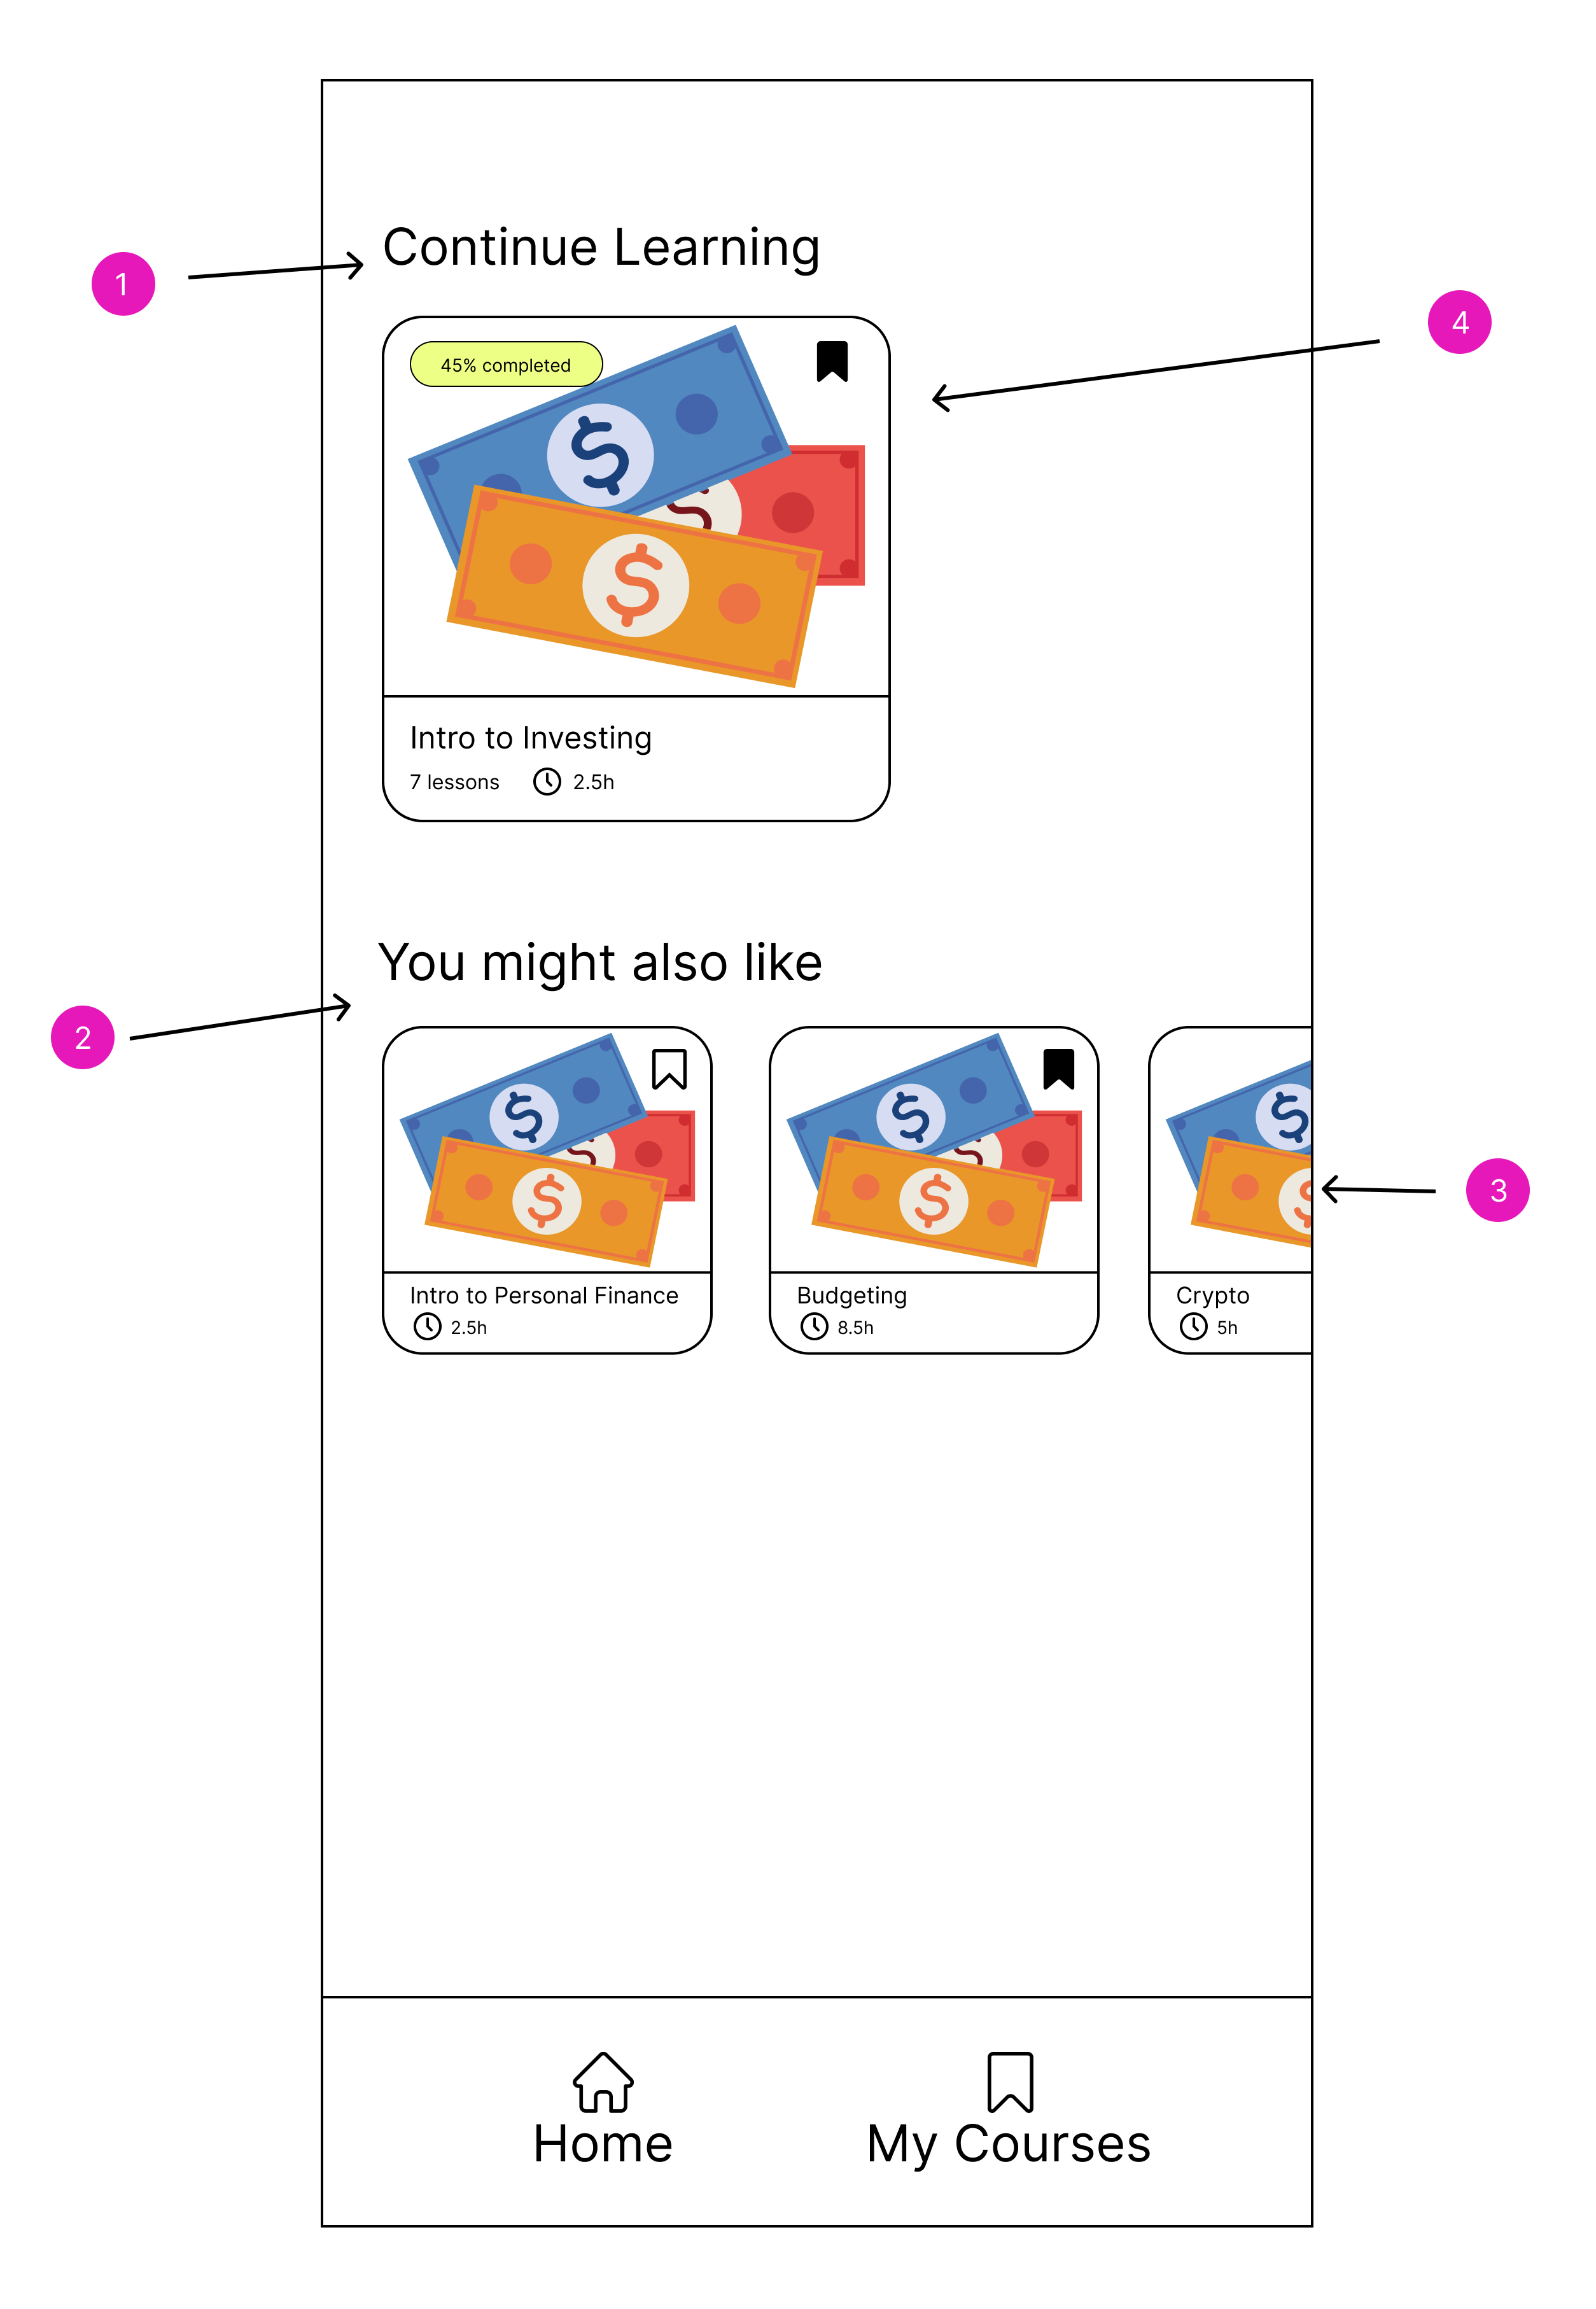 1
Continue Learning
4
45% completed
$
$
$
Intro to Investing
7 lessons 2.5h
You might also like
2
$
$
$
$
$
$
$
$
3
Intro to Personal Finance
2.5h
Budgeting
8.5h
Crypto
5h
Home
My Courses